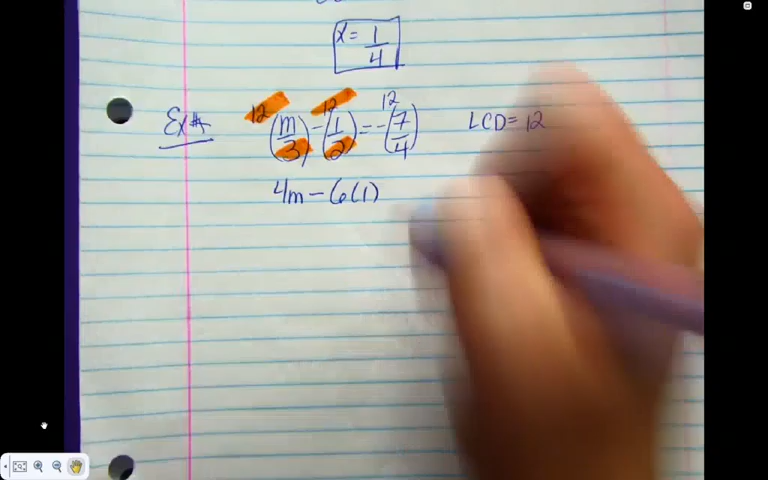 x = 1/4
Ex#
12(m/3) - 12(1/2) = -12(7/4) LCD = 12
4m - 6(1)